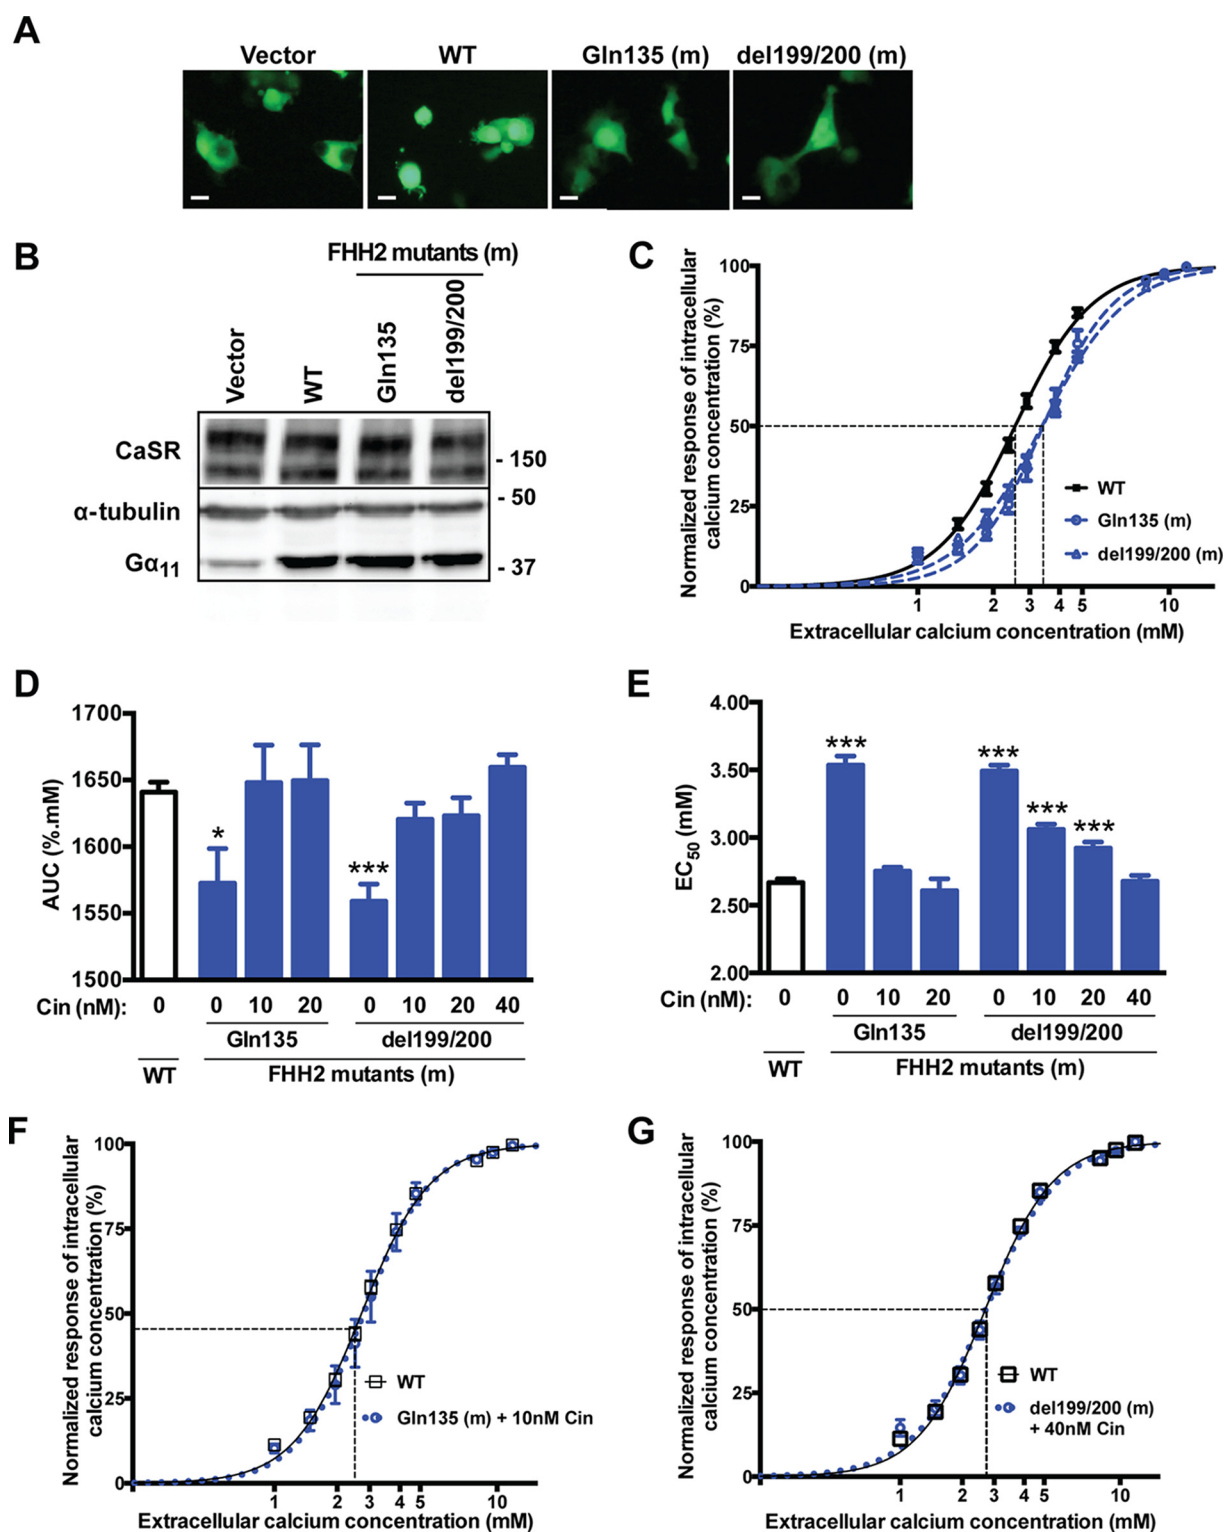 A
Vector WT Gln135 (m) del199/200 (m)
B
FHH2 mutants (m)
Vector
WT
Gln135
del199/200
CaSR
- 150
- 50
α-tubulin
Gα11
- 37
C
Normalized response of intracellular
calcium concentration (%)
100
75
50
25
0
WT
Gln135 (m)
del199/200 (m)
1 2 3 4 5 10
Extracellular calcium concentration (mM)
D
AUC (%.mM)
1700
1650
1600
1550
1500
*
***
Cin (nM): 0 0 10 20 0 10 20 40
Gln135 del199/200
WT FHH2 mutants (m)
E
EC50 (mM)
4.00
3.50
3.00
2.50
2.00
***
***
***
***
Cin (nM): 0 0 10 20 0 10 20 40
Gln135 del199/200
WT FHH2 mutants (m)
F
Normalized response of intracellular
calcium concentration (%)
100
75
50
25
0
WT
Gln135 (m) + 10nM Cin
1 2 3 4 5 10
Extracellular calcium concentration (mM)
G
Normalized response of intracellular
calcium concentration (%)
100
75
50
25
0
WT
del199/200 (m)
+ 40nM Cin
1 2 3 4 5 10
Extracellular calcium concentration (mM)